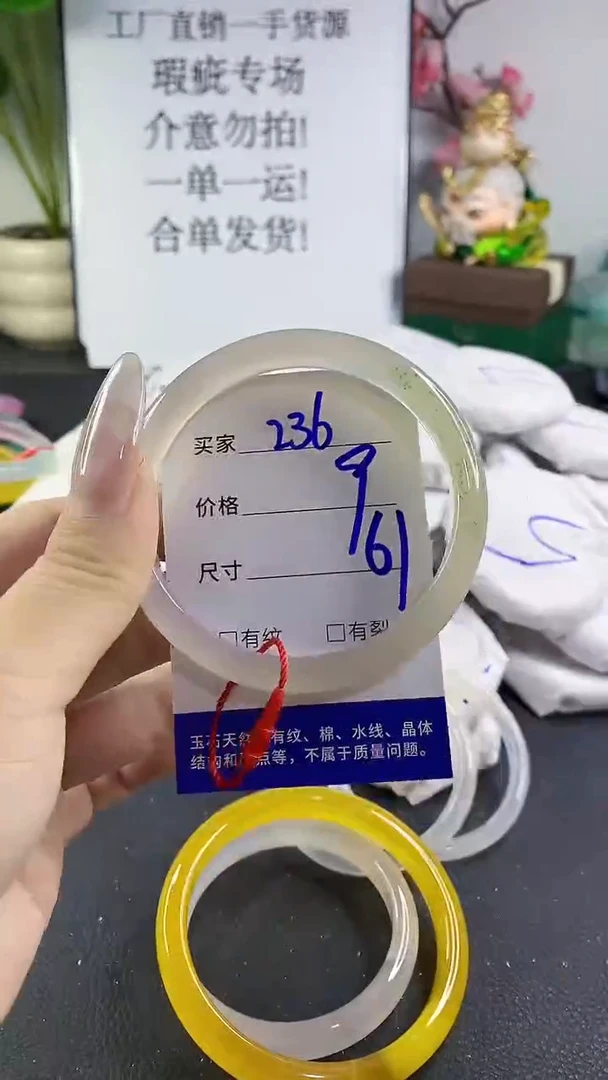 工厂直销一手货源
瑕疵专场
介意勿拍!
一单一运!
合单发货!
买家 236
价格 9
尺寸 61
□有纹 □有裂
玉石天然 有纹、棉、水线、晶体
结构和 点等，不属于质量问题。